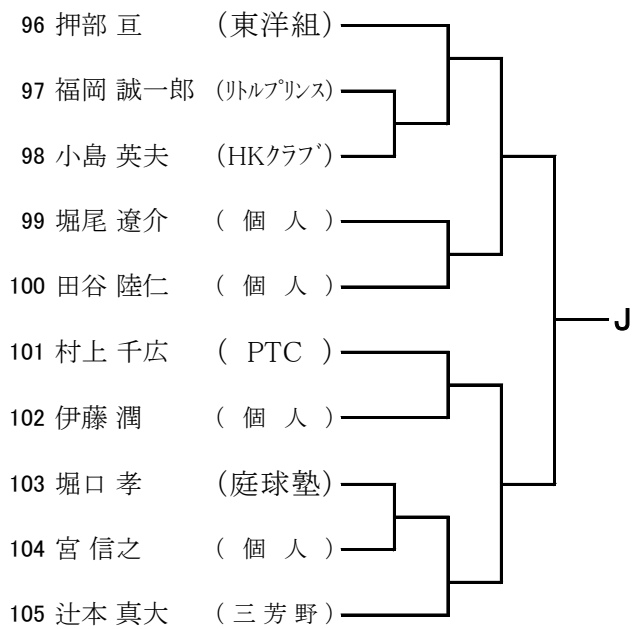 96 押部 亘 (東洋組)
97 福岡 誠一郎 (ﾘﾄﾙﾌﾟﾘﾝｽ)
98 小島 英夫 (HKｸﾗﾌﾞ)
99 堀尾 遼介 ( 個 人 )
100 田谷 陸仁 ( 個 人 )
J
101 村上 千広 ( PTC )
102 伊藤 潤 ( 個 人 )
103 堀口 孝 (庭球塾)
104 宮 信之 ( 個 人 )
105 辻本 真大 ( 三 芳 野 )